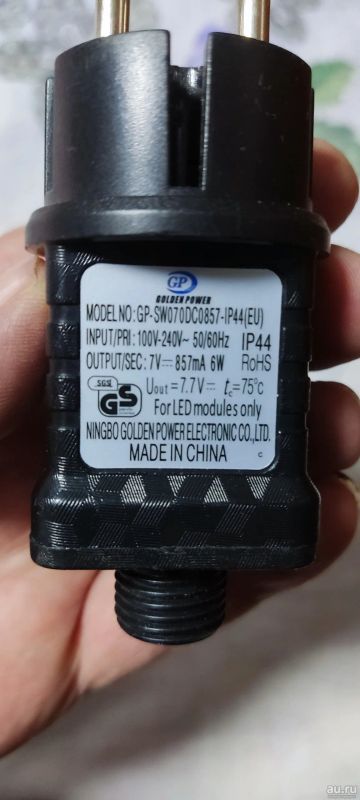 GP
GOLDEN POWER
MODEL NO: GP-SW070DC0857-IP44(EU)
INPUT/PRI: 100V-240V~ 50/60Hz IP44
OUTPUT/SEC: 7V⎓857mA 6W RoHS
SGS GS Uout=7.7V⎓ tc=75°C
For LED modules only
NINGBO GOLDEN POWER ELECTRONIC CO.,LTD.
MADE IN CHINA
C
au.ru